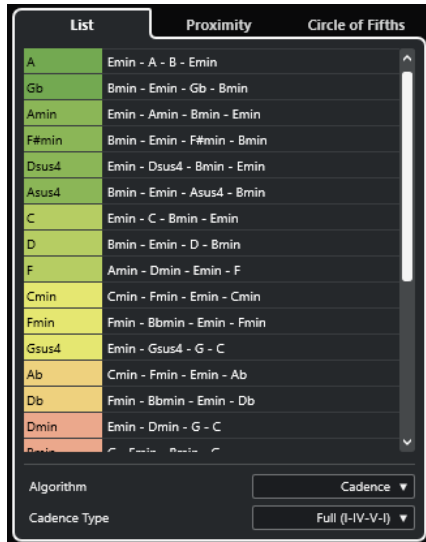 List Proximity Circle of Fifths
A Emin - A - B - Emin
Gb Bmin - Emin - Gb - Bmin
Amin Emin - Amin - Bmin - Emin
F#min Bmin - Emin - F#min - Bmin
Dsus4 Emin - Dsus4 - Bmin - Emin
Asus4 Bmin - Emin - Asus4 - Bmin
C Emin - C - Bmin - Emin
D Bmin - Emin - D - Bmin
F Amin - Dmin - Emin - F
Cmin Cmin - Fmin - Emin - Cmin
Fmin Fmin - Bbmin - Emin - Fmin
Gsus4 Emin - Gsus4 - G - C
Ab Cmin - Fmin - Emin - Ab
Db Fmin - Bbmin - Emin - Db
Dmin Emin - Dmin - G - C
Algorithm Cadence
Cadence Type Full (I-IV-V-I)